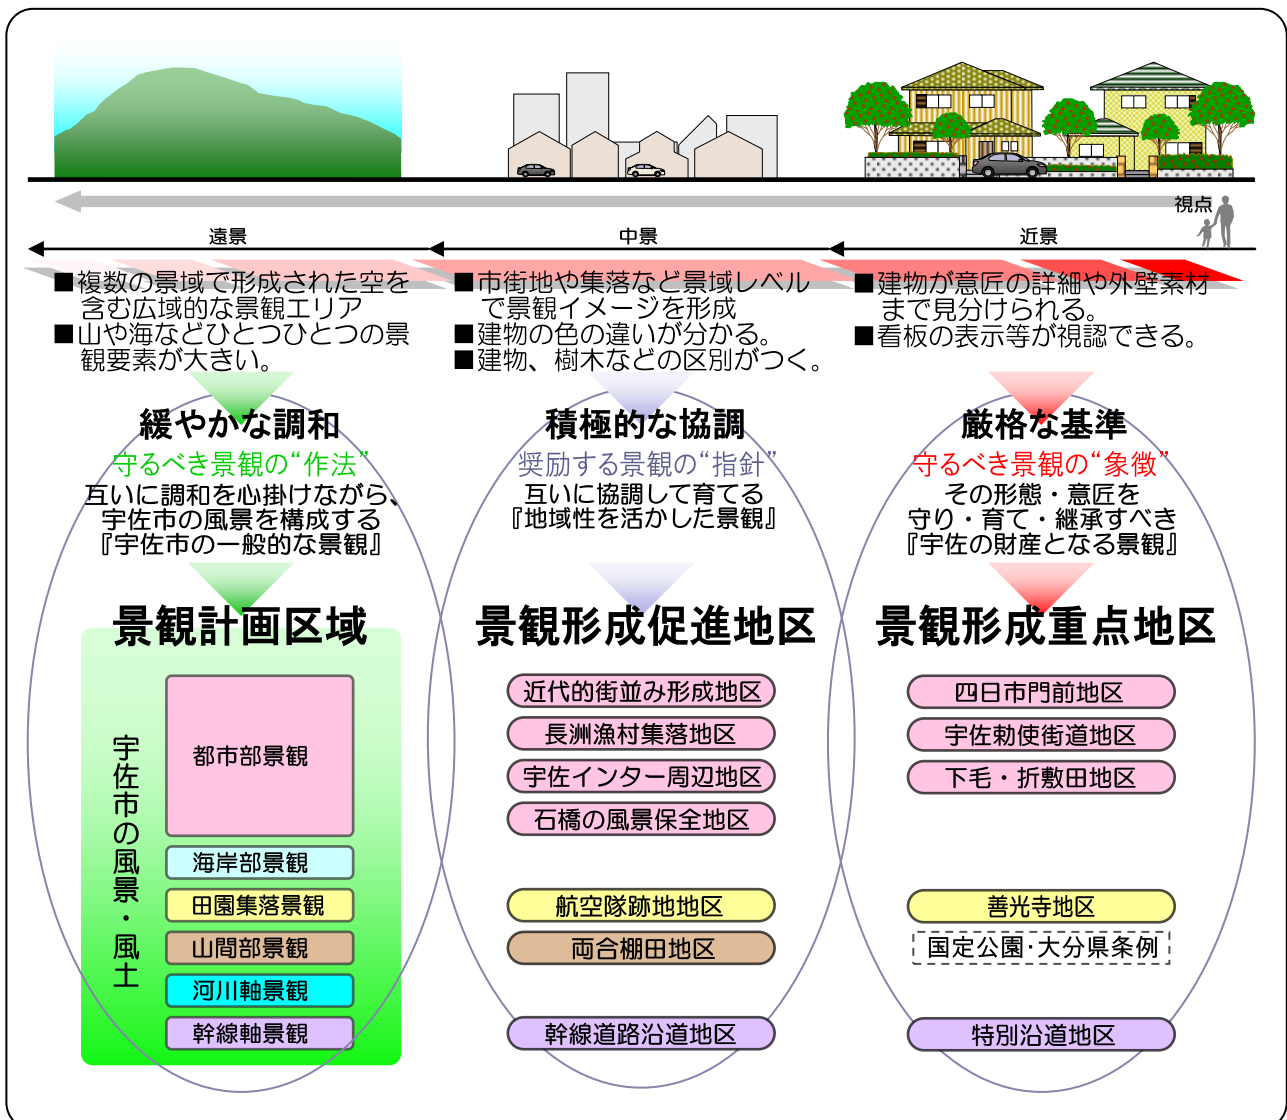 視点
遠景
中景
近景
■複数の景域で形成された空を
含む広域的な景観エリア
■山や海などひとつひとつの景
観要素が大きい。
■市街地や集落など景域レベル
で景観イメージを形成
■建物の色の違いが分かる。
■建物、樹木などの区別がつく。
■建物が意匠の詳細や外壁素材
まで見分けられる。
■看板の表示等が視認できる。
緩やかな調和
守るべき景観の“作法”
互いに調和を心掛けながら、
宇佐市の風景を構成する
『宇佐市の一般的な景観』
積極的な協調
奨励する景観の“指針”
互いに協調して育てる
『地域性を活かした景観』
厳格な基準
守るべき景観の“象徴”
その形態・意匠を
守り・育て・継承すべき
『宇佐の財産となる景観』
景観計画区域
宇佐市の風景・風土
都市部景観
海岸部景観
田園集落景観
山間部景観
河川軸景観
幹線軸景観
景観形成促進地区
近代的街並み形成地区
長洲漁村集落地区
宇佐インター周辺地区
石橋の風景保全地区
航空隊跡地地区
両合棚田地区
幹線道路沿道地区
景観形成重点地区
四日市門前地区
宇佐勅使街道地区
下毛・折敷田地区
善光寺地区
国定公園･大分県条例
特別沿道地区